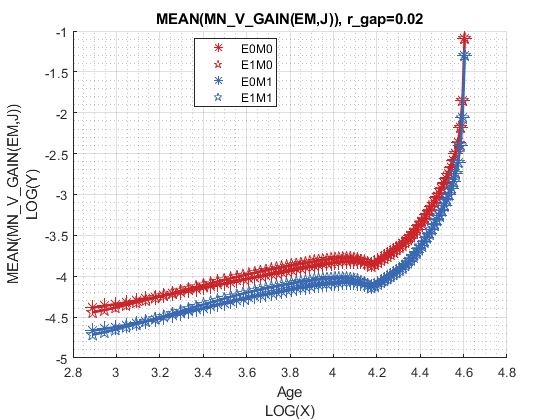 MEAN(MN_V_GAIN(EM,J)), r_gap=0.02
E0M0
E1M0
E0M1
E1M1
-1
-1.5
-2
-2.5
-3
-3.5
-4
-4.5
-5
MEAN(MN_V_GAIN(EM,J))
LOG(Y)
2.8 3 3.2 3.4 3.6 3.8 4 4.2 4.4 4.6 4.8
Age
LOG(X)